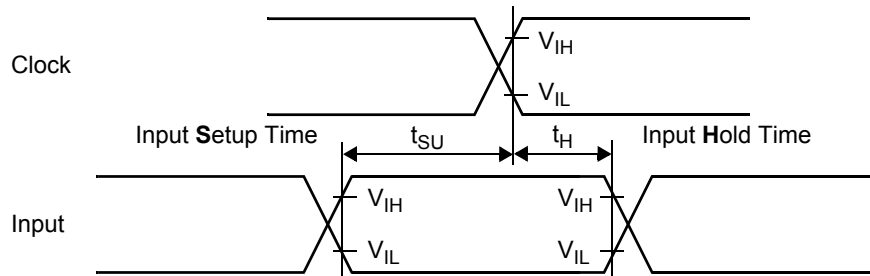 Clock
V_IH
V_IL
Input Setup Time
t_SU
t_H
Input Hold Time
Input
V_IH
V_IH
V_IL
V_IL